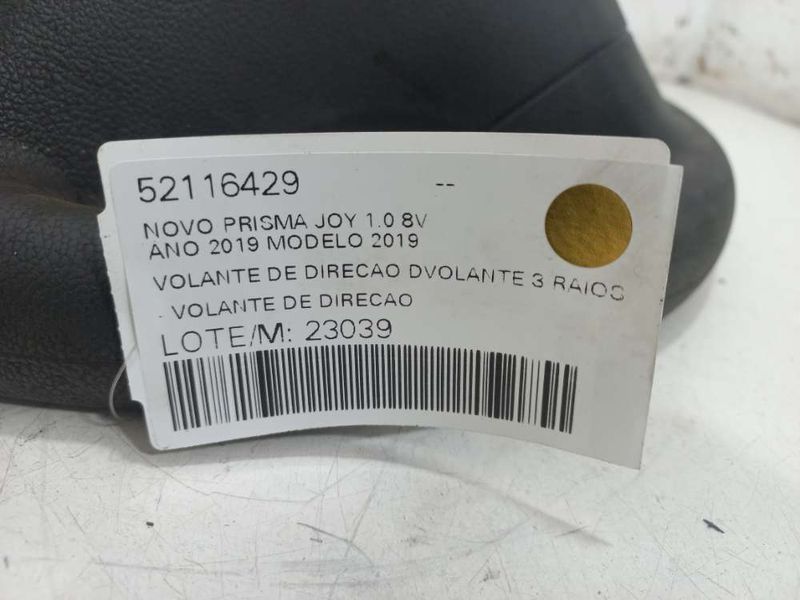 52116429 --
NOVO PRISMA JOY 1.0 8V
ANO 2019 MODELO 2019
VOLANTE DE DIRECAO DVOLANTE 3 RAIOS
. VOLANTE DE DIRECAO
LOTE/M: 23039